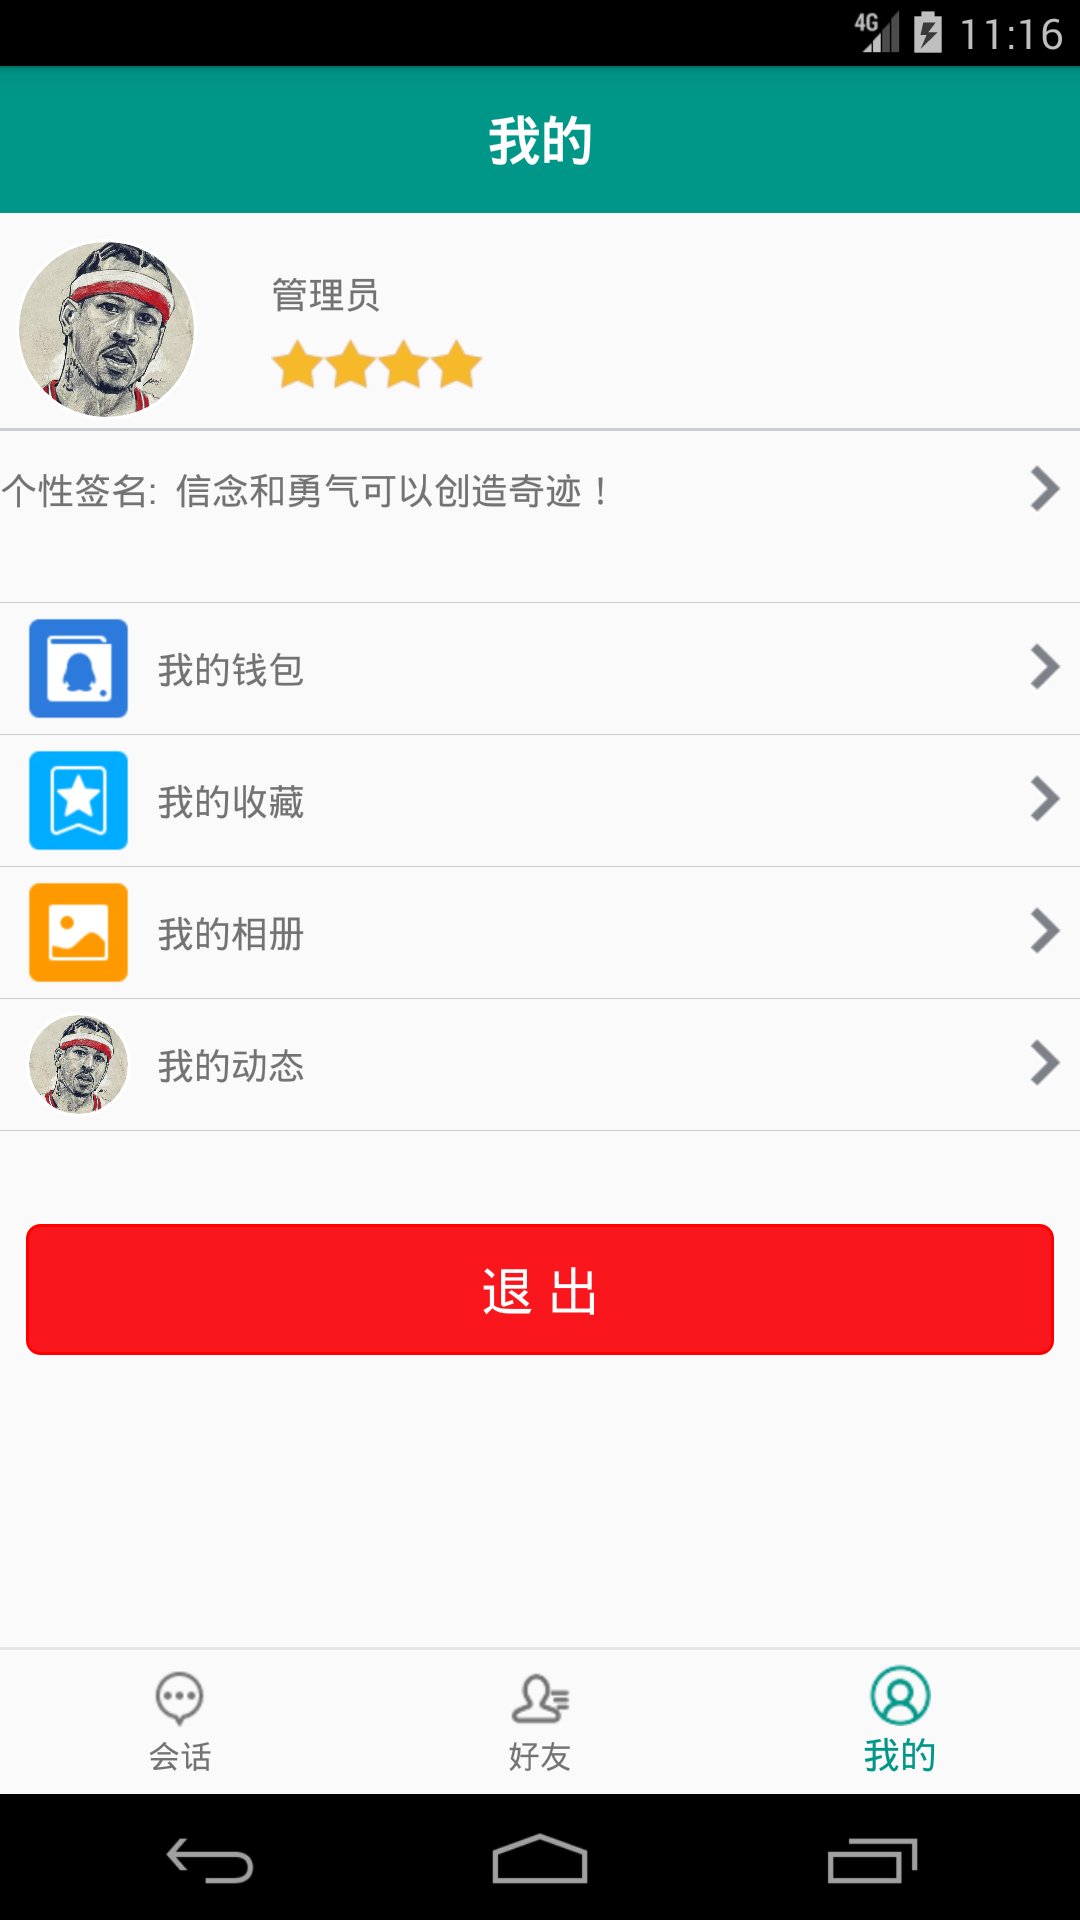 4G 11:16
我的
管理员
个性签名: 信念和勇气可以创造奇迹！
我的钱包
我的收藏
我的相册
我的动态
退 出
会话 好友 我的